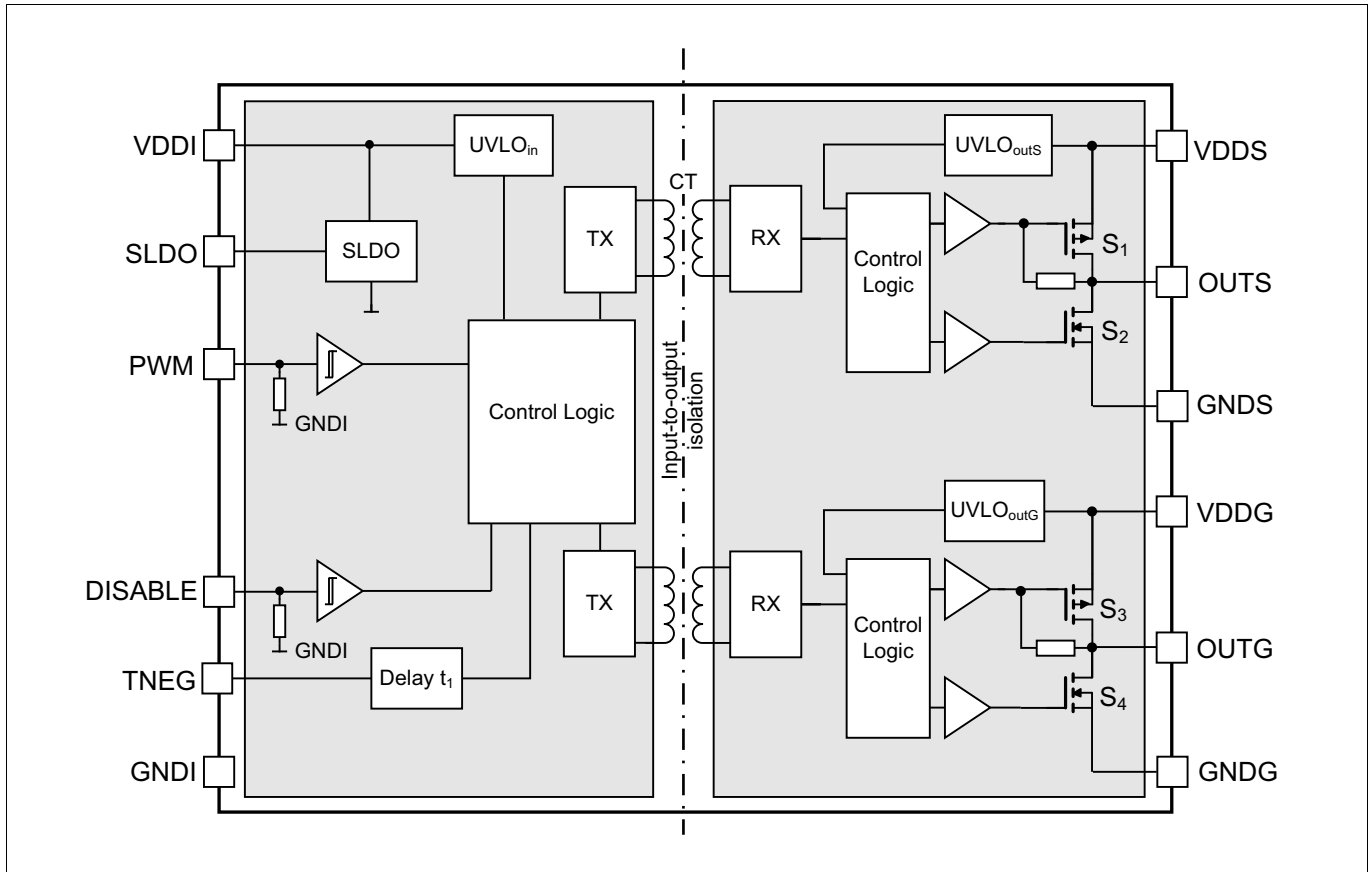 VDDI
SLDO
PWM
DISABLE
TNEG
GNDI
UVLOin
SLDO
GNDI
GNDI
Delay t1
Control Logic
TX
TX
CT
Input-to-output
isolation
RX
RX
UVLOoutS
Control
Logic
S1
S2
UVLOoutG
Control
Logic
S3
S4
VDDS
OUTS
GNDS
VDDG
OUTG
GNDG